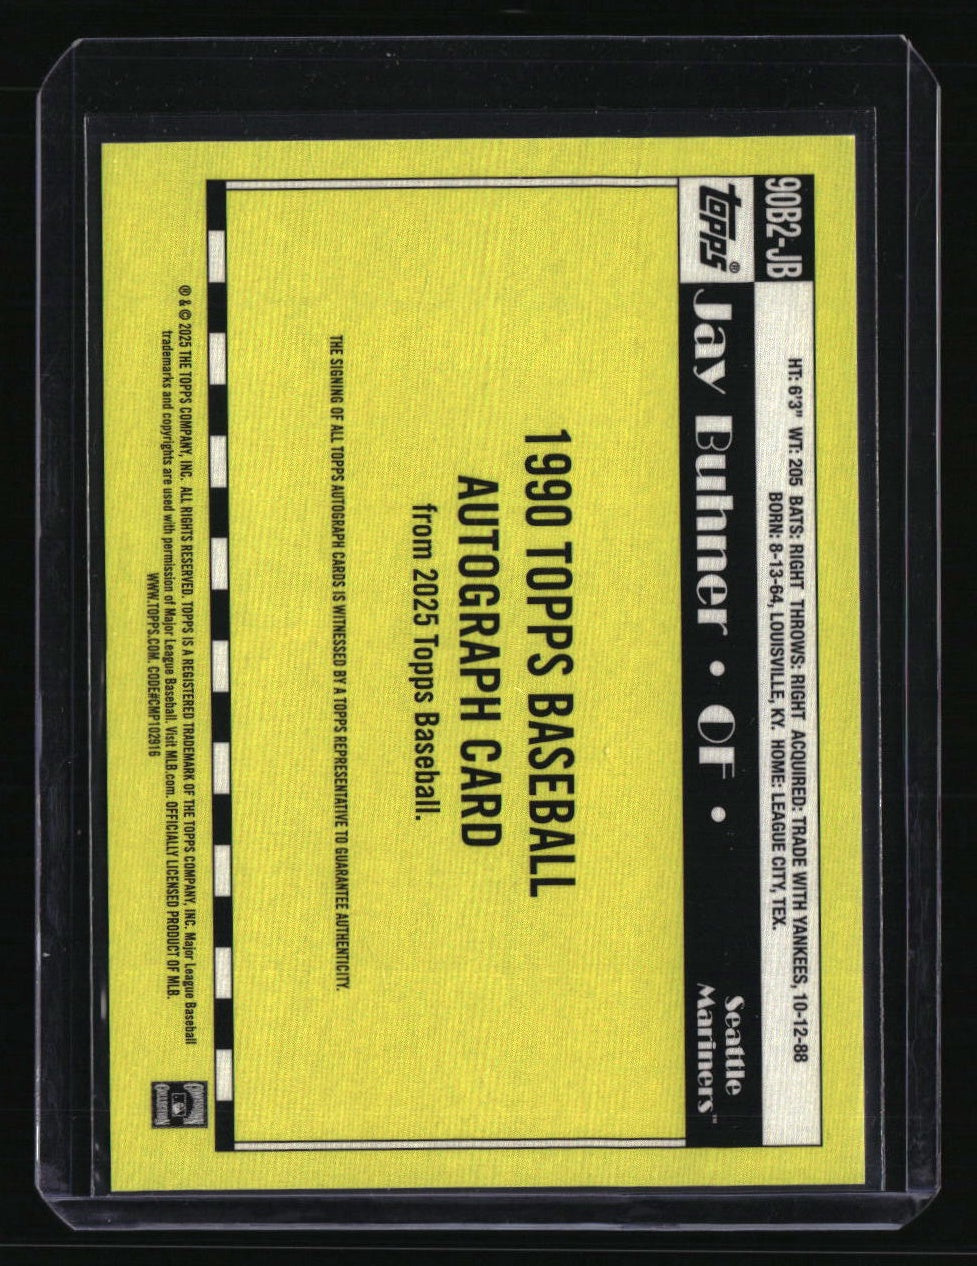 90B2-JB
HT: 6'3" WT: 205 BATS: RIGHT THROWS: RIGHT ACQUIRED: TRADE WITH YANKEES, 10-12-88
BORN: 8-13-64, LOUISVILLE, KY. HOME: LEAGUE CITY, TEX.
topps®
Jay Buhner • OF •
Seattle
Mariners™
1990 TOPPS BASEBALL
AUTOGRAPH CARD
from 2025 Topps Baseball.
THE SIGNING OF ALL TOPPS AUTOGRAPH CARDS IS WITNESSED BY A TOPPS REPRESENTATIVE TO GUARANTEE AUTHENTICITY.
® & © 2025 THE TOPPS COMPANY, INC. ALL RIGHTS RESERVED. TOPPS IS A REGISTERED TRADEMARK OF THE TOPPS COMPANY, INC. Major League Baseball
trademarks and copyrights are used with permission of Major League Baseball. Visit MLB.com. OFFICIALLY LICENSED PRODUCT OF MLB.
WWW.TOPPS.COM. CODE#CMP102916
COOPERSTOWN
COLLECTION